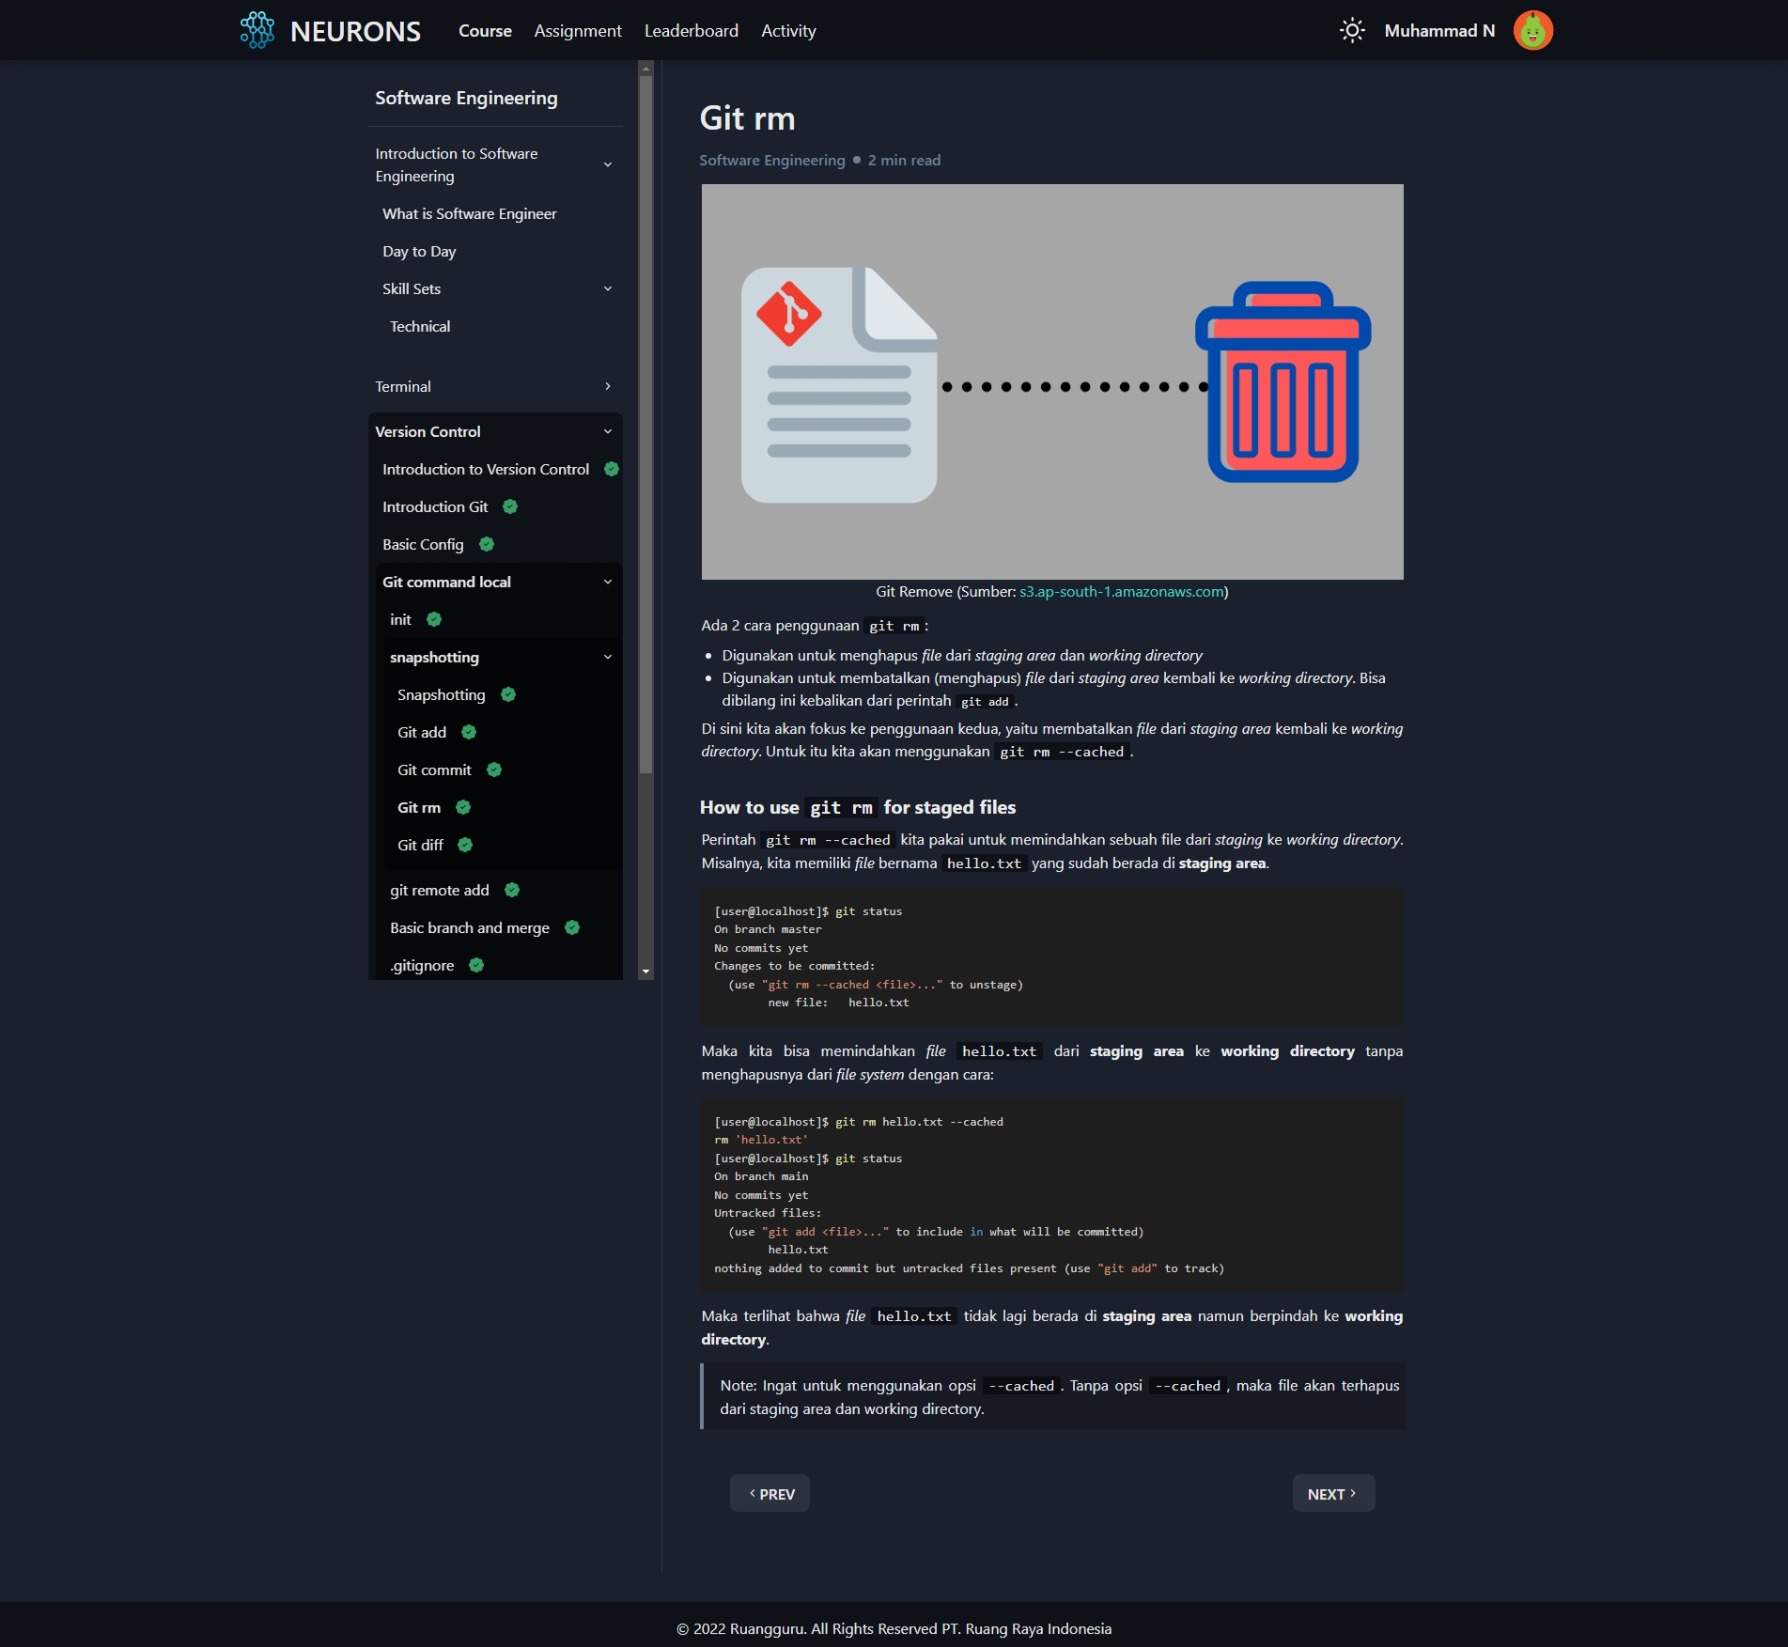 NEURONS
Course
Assignment
Leaderboard
Activity
Muhammad N
Software Engineering
Introduction to Software
Engineering
What is Software Engineer
Day to Day
Skill Sets
Technical
Terminal
Version Control
Introduction to Version Control
Introduction Git
Basic Config
Git command local
init
snapshotting
Snapshotting
Git add
Git commit
Git rm
Git diff
git remote add
Basic branch and merge
.gitignore
Git rm
Software Engineering • 2 min read
Git Remove (Sumber: s3.ap-south-1.amazonaws.com)
Ada 2 cara penggunaan git rm :
• Digunakan untuk menghapus file dari staging area dan working directory
• Digunakan untuk membatalkan (menghapus) file dari staging area kembali ke working directory. Bisa
dibilang ini kebalikan dari perintah git add .
Di sini kita akan fokus ke penggunaan kedua, yaitu membatalkan file dari staging area kembali ke working
directory. Untuk itu kita akan menggunakan git rm --cached .
How to use git rm for staged files
Perintah git rm --cached kita pakai untuk memindahkan sebuah file dari staging ke working directory.
Misalnya, kita memiliki file bernama hello.txt yang sudah berada di staging area.
[user@localhost]$ git status
On branch master
No commits yet
Changes to be committed:
(use "git rm --cached <file>..." to unstage)
new file: hello.txt
Maka kita bisa memindahkan file hello.txt dari staging area ke working directory tanpa
menghapusnya dari file system dengan cara:
[user@localhost]$ git rm hello.txt --cached
rm 'hello.txt'
[user@localhost]$ git status
On branch main
No commits yet
Untracked files:
(use "git add <file>..." to include in what will be committed)
hello.txt
nothing added to commit but untracked files present (use "git add" to track)
Maka terlihat bahwa file hello.txt tidak lagi berada di staging area namun berpindah ke working
directory.
Note: Ingat untuk menggunakan opsi --cached . Tanpa opsi --cached , maka file akan terhapus
dari staging area dan working directory.
PREV
NEXT
© 2022 Ruangguru. All Rights Reserved PT. Ruang Raya Indonesia